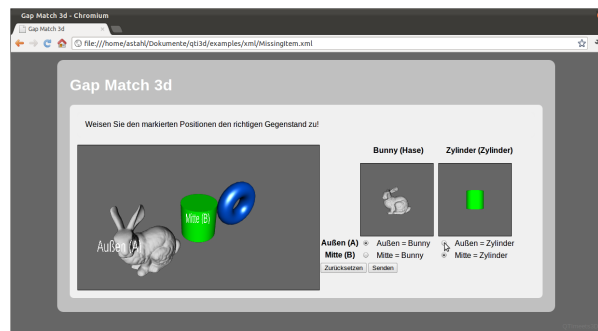 Gap Match 3d - Chromium
Gap Match 3d
file:///home/astahl/Dokumente/qti3d/examples/xml/MissingItem.xml
Gap Match 3d
Weisen Sie den markierten Positionen den richtigen Gegenstand zu!
Bunny (Hase) Zylinder (Zylinder)
Mitte (B)
Außen (A)
Außen (A) Außen = Bunny Außen = Zylinder
Mitte (B) Mitte = Bunny Mitte = Zylinder
Zurücksetzen Senden